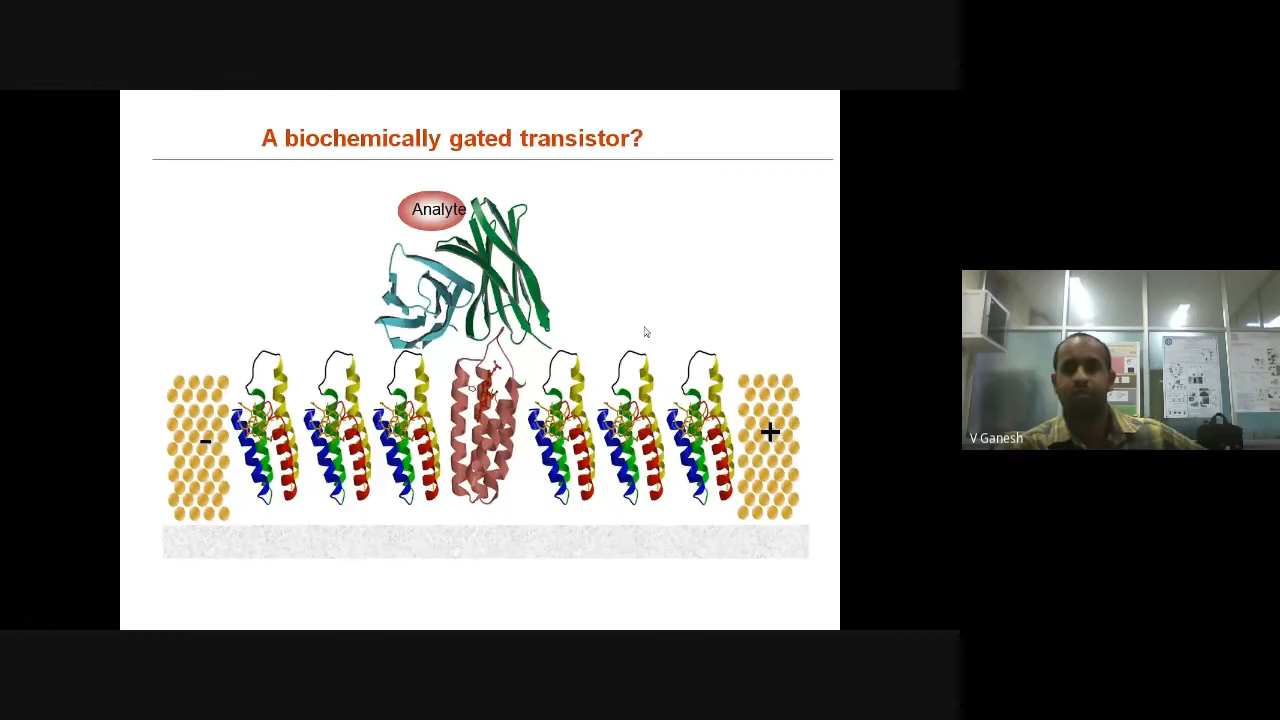 A biochemically gated transistor?
Analyte
-
+
V Ganesh